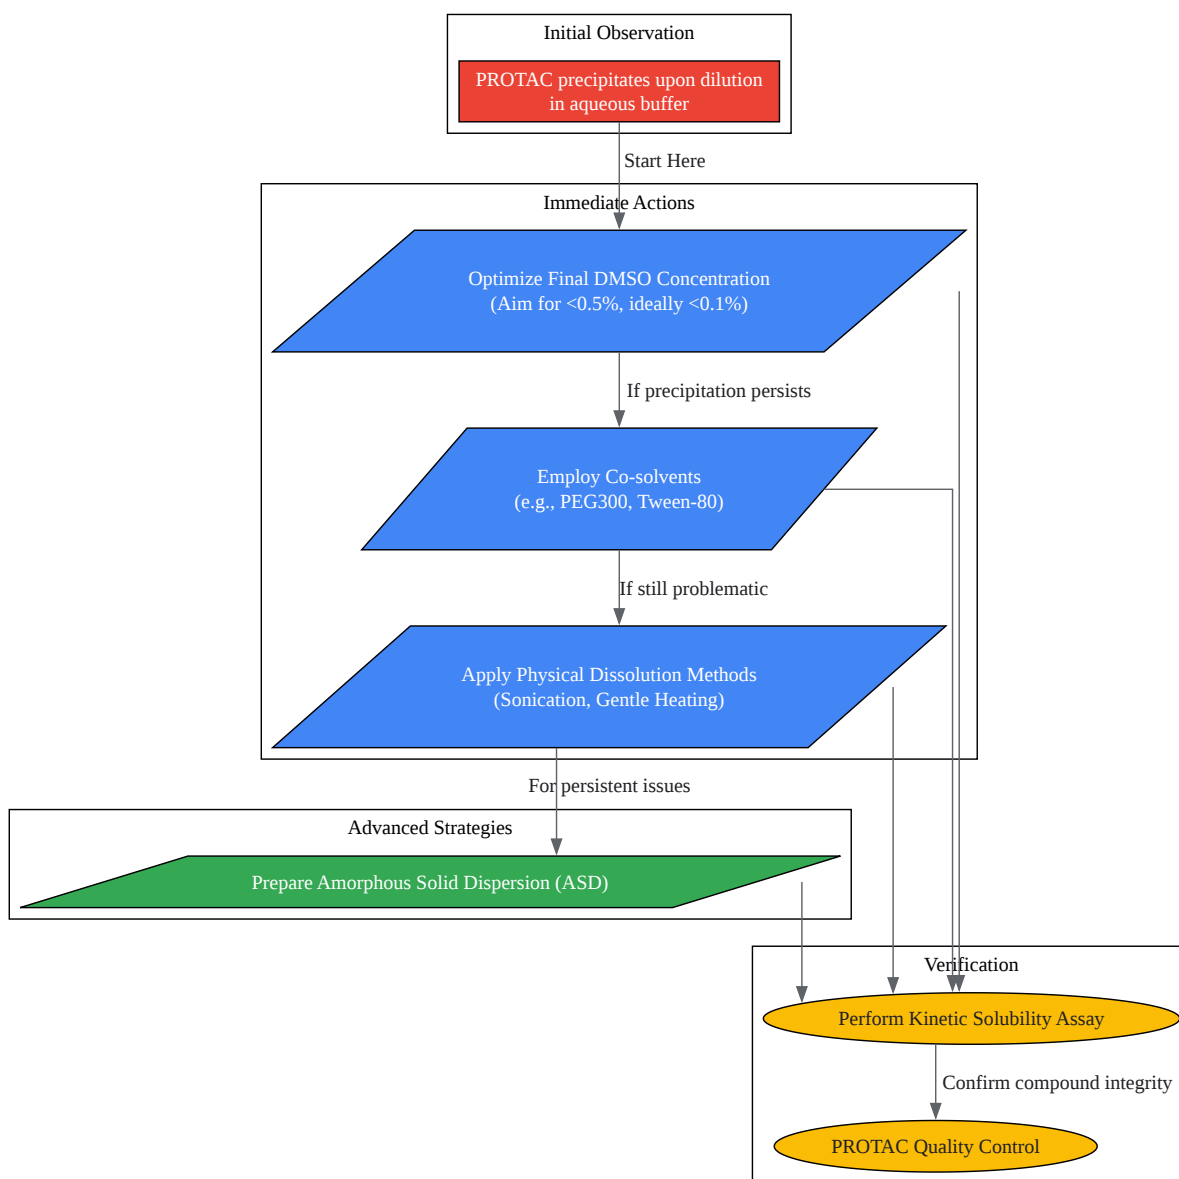 Initial Observation
PROTAC precipitates upon dilution
in aqueous buffer
Start Here
Immediate Actions
Optimize Final DMSO Concentration
(Aim for <0.5%, ideally <0.1%)
If precipitation persists
Employ Co-solvents
(e.g., PEG300, Tween-80)
If still problematic
Apply Physical Dissolution Methods
(Sonication, Gentle Heating)
For persistent issues
Advanced Strategies
Prepare Amorphous Solid Dispersion (ASD)
Verification
Perform Kinetic Solubility Assay
Confirm compound integrity
PROTAC Quality Control